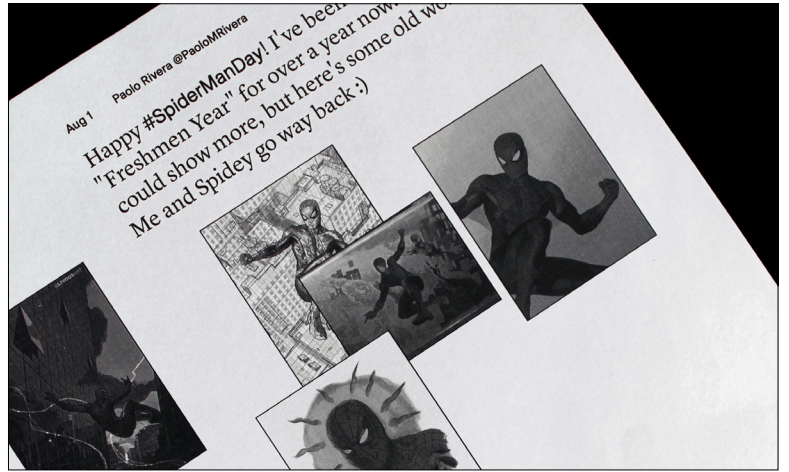 Aug 1 Paolo Rivera @PaoloMRivera
Happy #SpiderManDay! I've been
"Freshmen Year" for over a year now.
could show more, but here's some old
Me and Spidey go way back :)